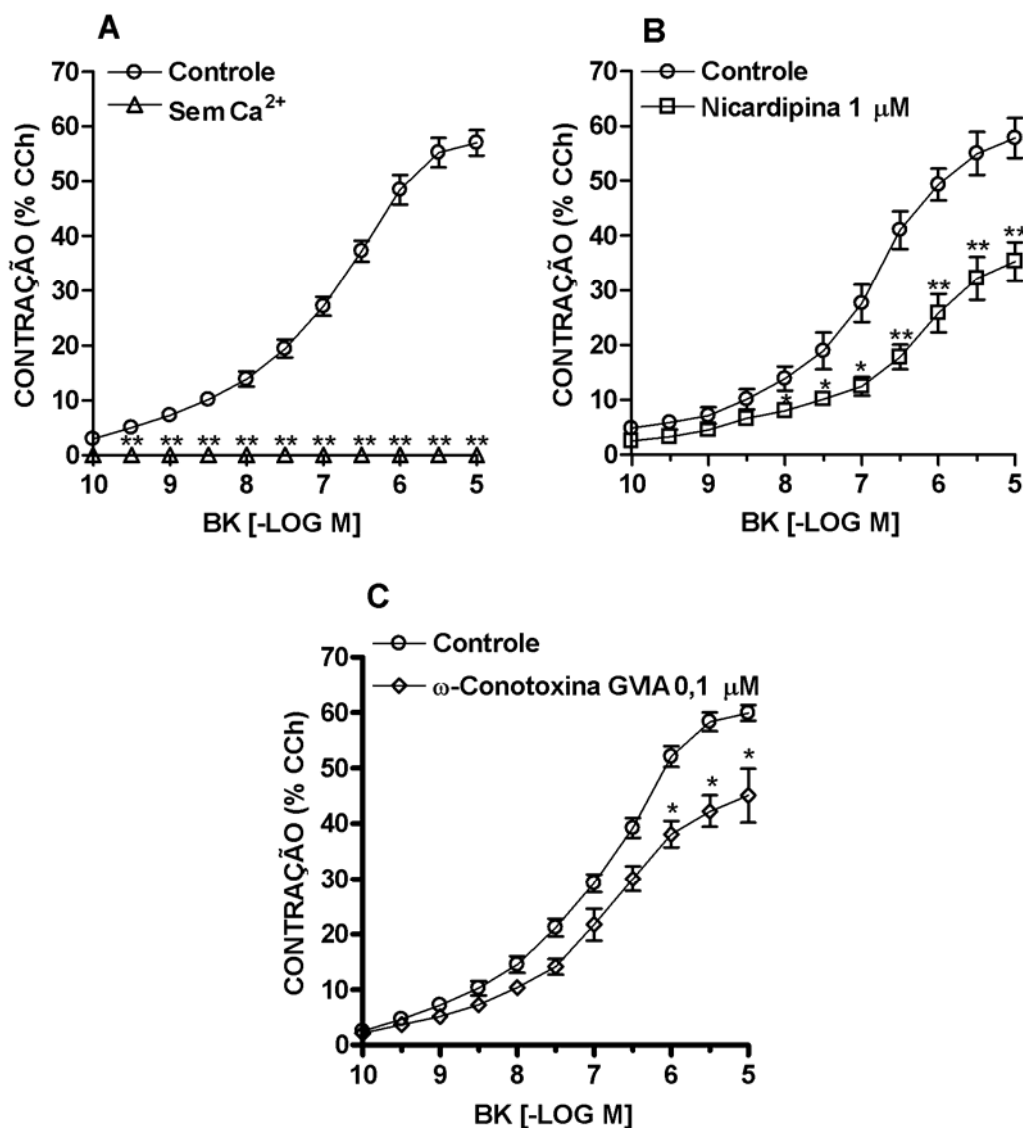 A
Controle
Sem Ca²⁺
CONTRAÇÃO (% CCh)
70
60
50
40
30
20
10
0
** ** ** ** ** ** ** ** ** **
10 9 8 7 6 5
BK [-LOG M]
B
Controle
Nicardipina 1 µM
CONTRAÇÃO (% CCh)
70
60
50
40
30
20
10
0
* * * ** ** ** **
10 9 8 7 6 5
BK [-LOG M]
C
Controle
ω-Conotoxina GVIA 0,1 µM
CONTRAÇÃO (% CCh)
70
60
50
40
30
20
10
0
* * *
10 9 8 7 6 5
BK [-LOG M]